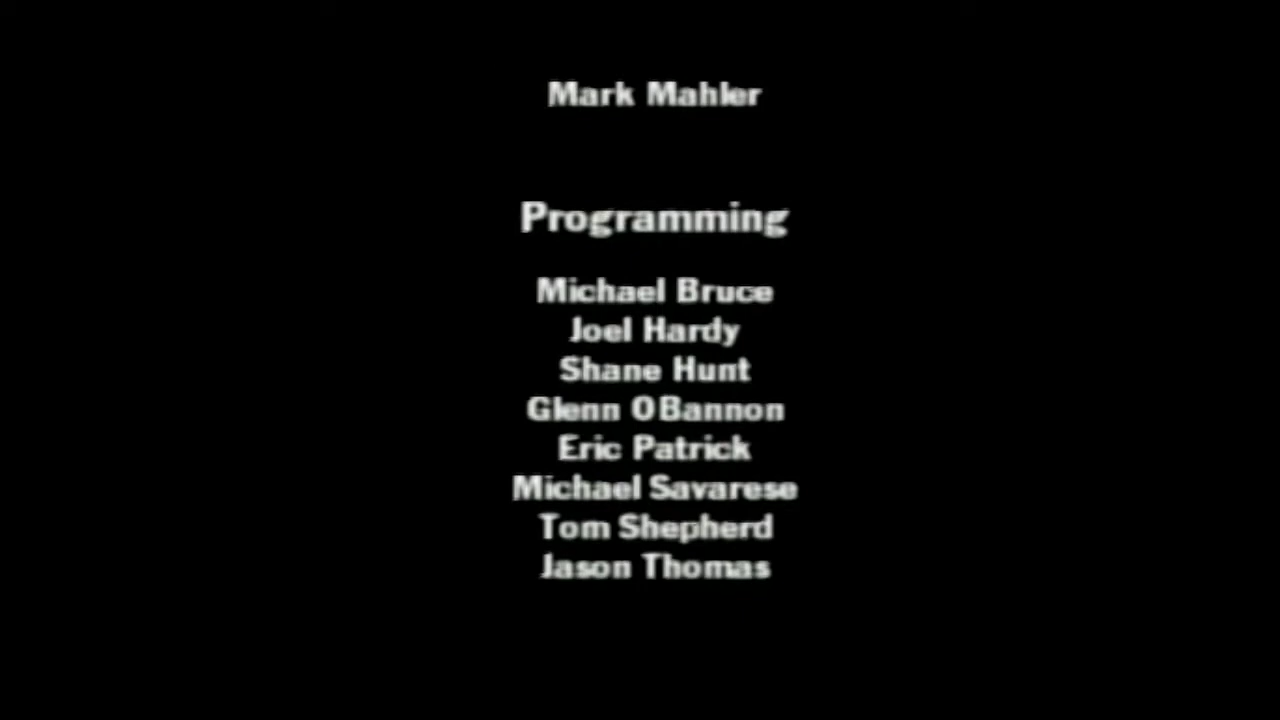 Mark Mahler
Programming
Michael Bruce
Joel Hardy
Shane Hunt
Glenn OBannon
Eric Patrick
Michael Savarese
Tom Shepherd
Jason Thomas